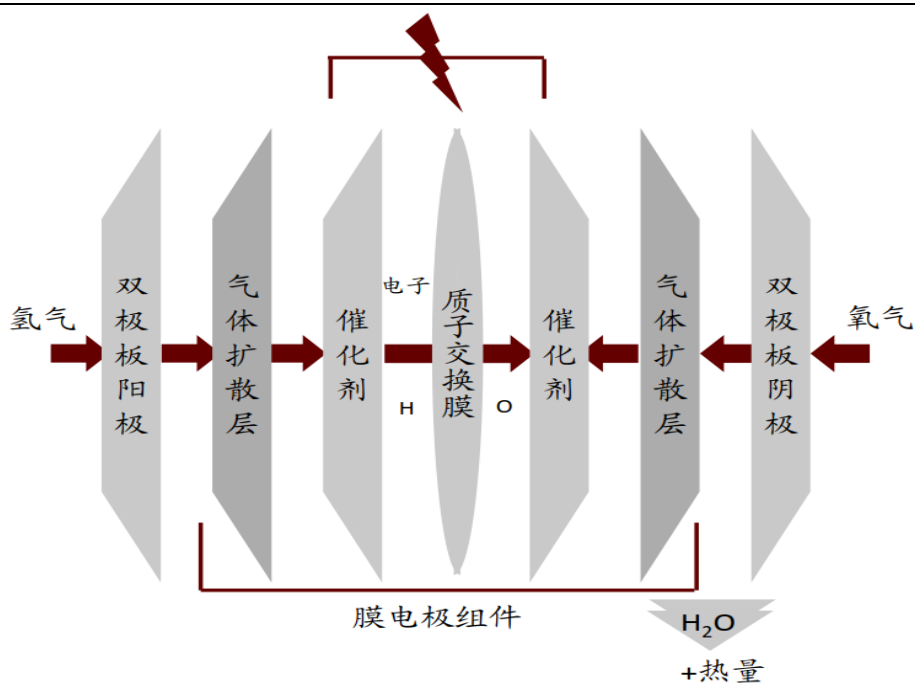 氢气
双极板阳极
气体扩散层
催化剂
电子
H
质子交换膜
O
催化剂
气体扩散层
双极板阴极
氧气
膜电极组件
H₂O
+热量